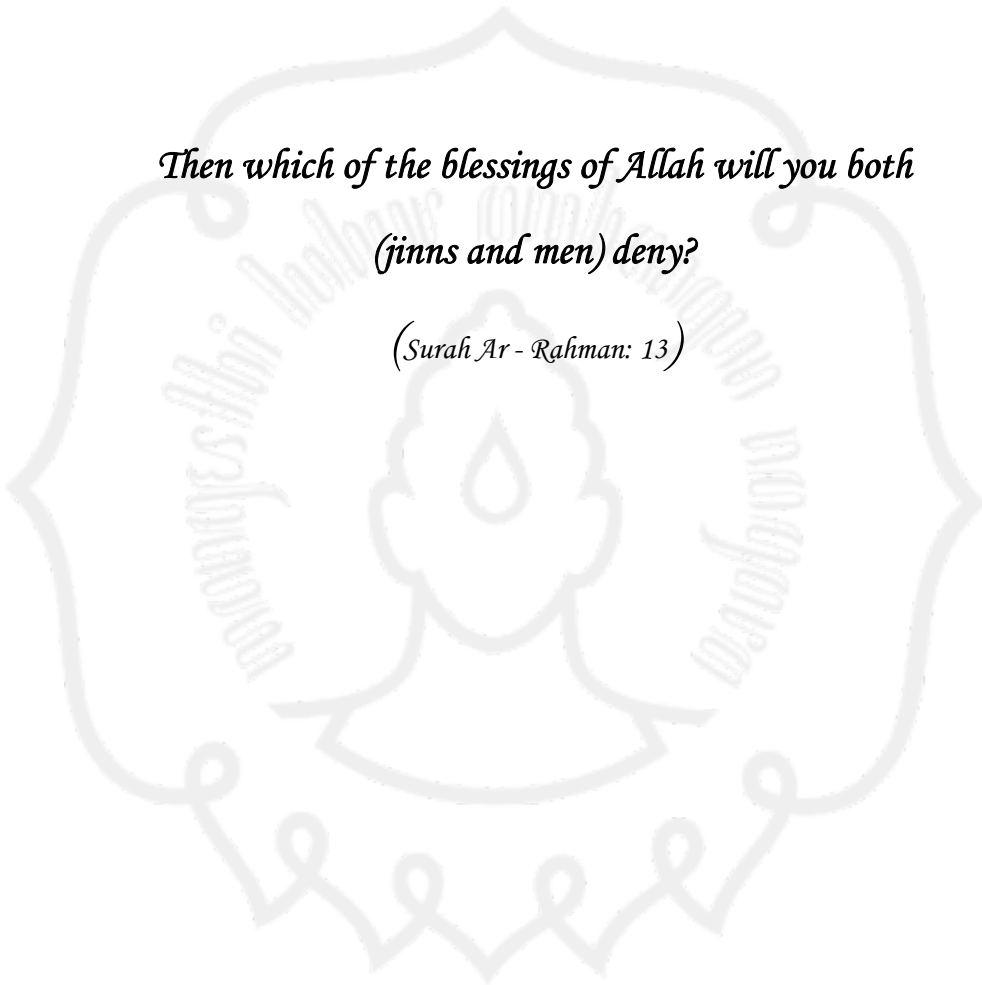 Then which of the blessings of Allah will you both
(jinns and men) deny?
(Surah Ar - Rahman: 13)